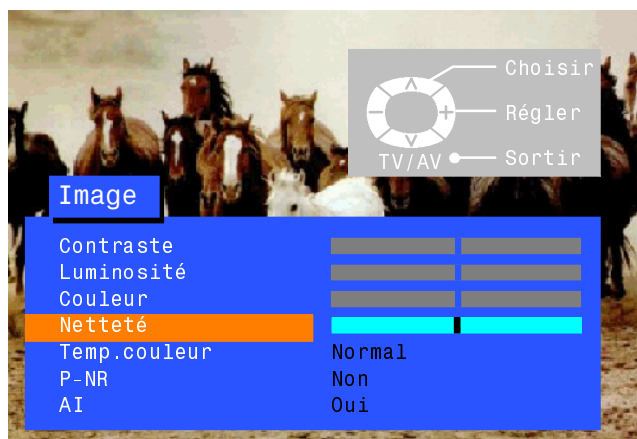 Choisir
Régler
TV/AV Sortir
Image
Contraste
Luminosité
Couleur
Netteté
Temp.couleur Normal
P-NR Non
AI Oui